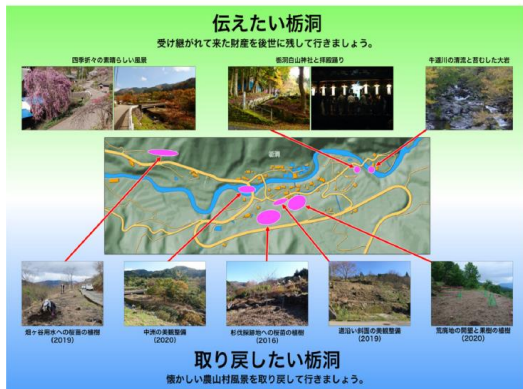 伝えたい栃洞
受け継がれて来た財産を後世に残して行きましょう。
四季折々の素晴らしい風景
栃洞白山神社と拝殿踊り
牛道川の清流と苔むした大岩
栃洞
畑ヶ谷用水への桜苗の植樹
(2019)
中洲の美観整備
(2020)
杉伐採跡地への桜苗の植樹
(2016)
道沿い斜面の美観整備
(2019)
荒廃地の開墾と果樹の植樹
(2020)
取り戻したい栃洞
懐かしい農山村風景を取り戻して行きましょう。